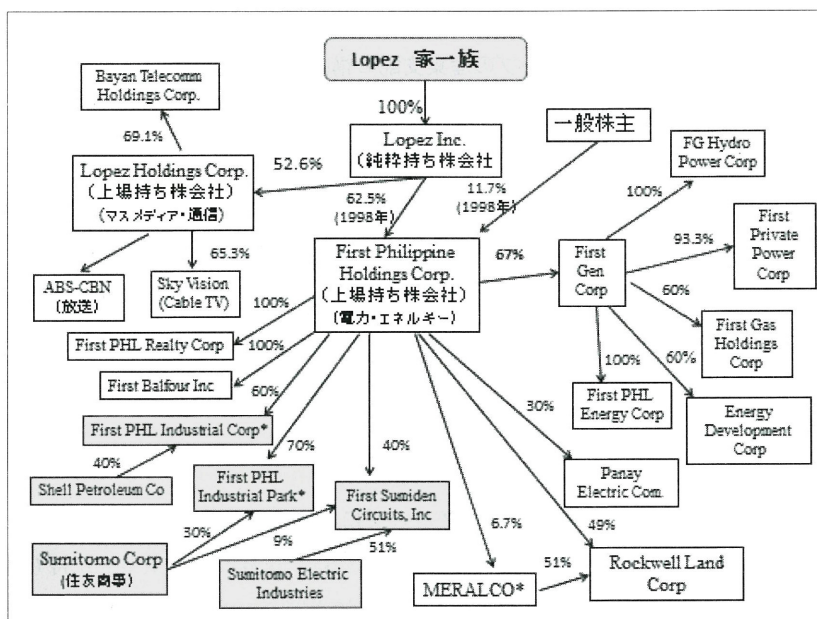 Lopez 家一族
Bayan Telecomm
Holdings Corp.
100%
一般株主
69.1%
Lopez Inc.
(純粋持ち株会社
FG Hydro
Power Corp
Lopez Holdings Corp.
(上場持ち株会社)
(マスメディア・通信)
52.6%
62.5%
(1998年)
11.7%
(1998年)
100%
First
Private
Power
Corp
65.3%
First Philippine
Holdings Corp.
(上場持ち株会社)
(電力・エネルギー)
67%
First
Gen
Corp
93.3%
ABS-CBN
(放送)
Sky Vision
(Cable TV)
100%
60%
First Gas
Holdings
Corp
First PHL Realty Corp
100%
60%
First Balfour Inc
100%
First PHL
Energy Corp
Energy
Development
Corp
60%
First PHL Industrial Corp*
30%
40%
70%
40%
Shell Petroleum Co
First PHL
Industrial Park*
First Sumiden
Circuits, Inc
Panay
Electric Com.
30%
9%
51%
6.7%
49%
Sumitomo Corp
(住友商事)
Sumitomo Electric
Industries
MERALCO*
51%
Rockwell Land
Corp